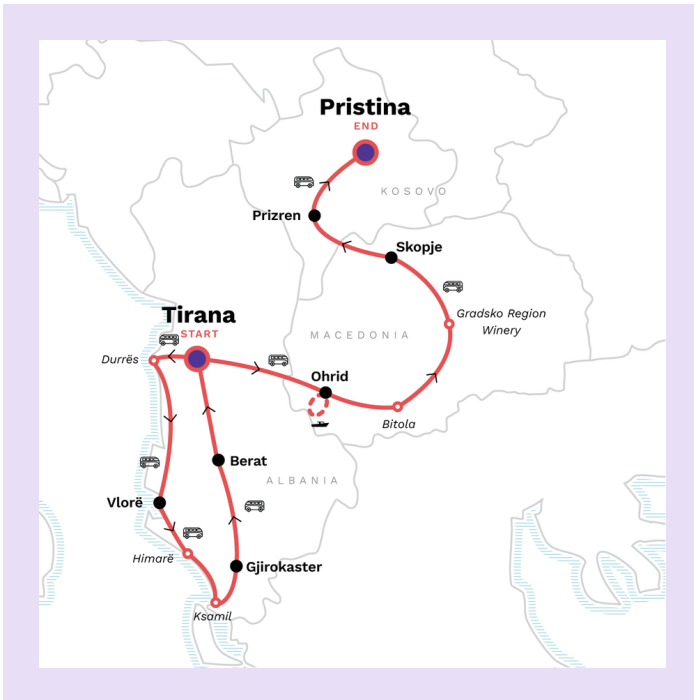 Pristina
END
KOSOVO
Prizren
Skopje
Gradsko Region
Winery
Tirana
START
MACEDONIA
Durrës
Ohrid
Bitola
Berat
ALBANIA
Vlorë
Himarë
Gjirokaster
Ksamil